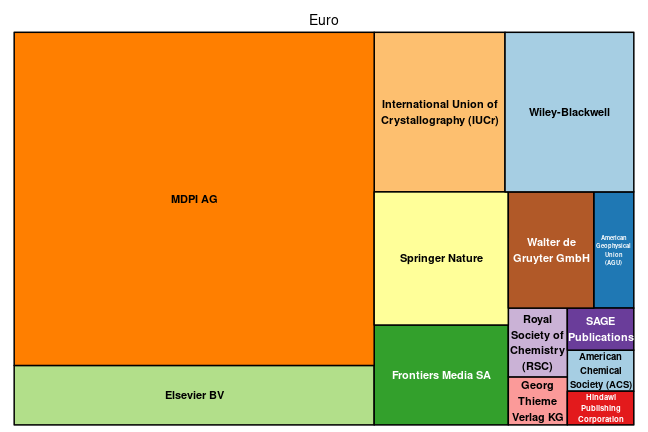 Euro
MDPI AG
Elsevier BV
International Union of
Crystallography (IUCr)
Wiley-Blackwell
Springer Nature
Frontiers Media SA
Walter de
Gruyter GmbH
American
Geophysical
Union
(AGU)
Royal
Society of
Chemistry
(RSC)
Georg
Thieme
Verlag KG
SAGE
Publications
American
Chemical
Society (ACS)
Hindawi
Publishing
Corporation